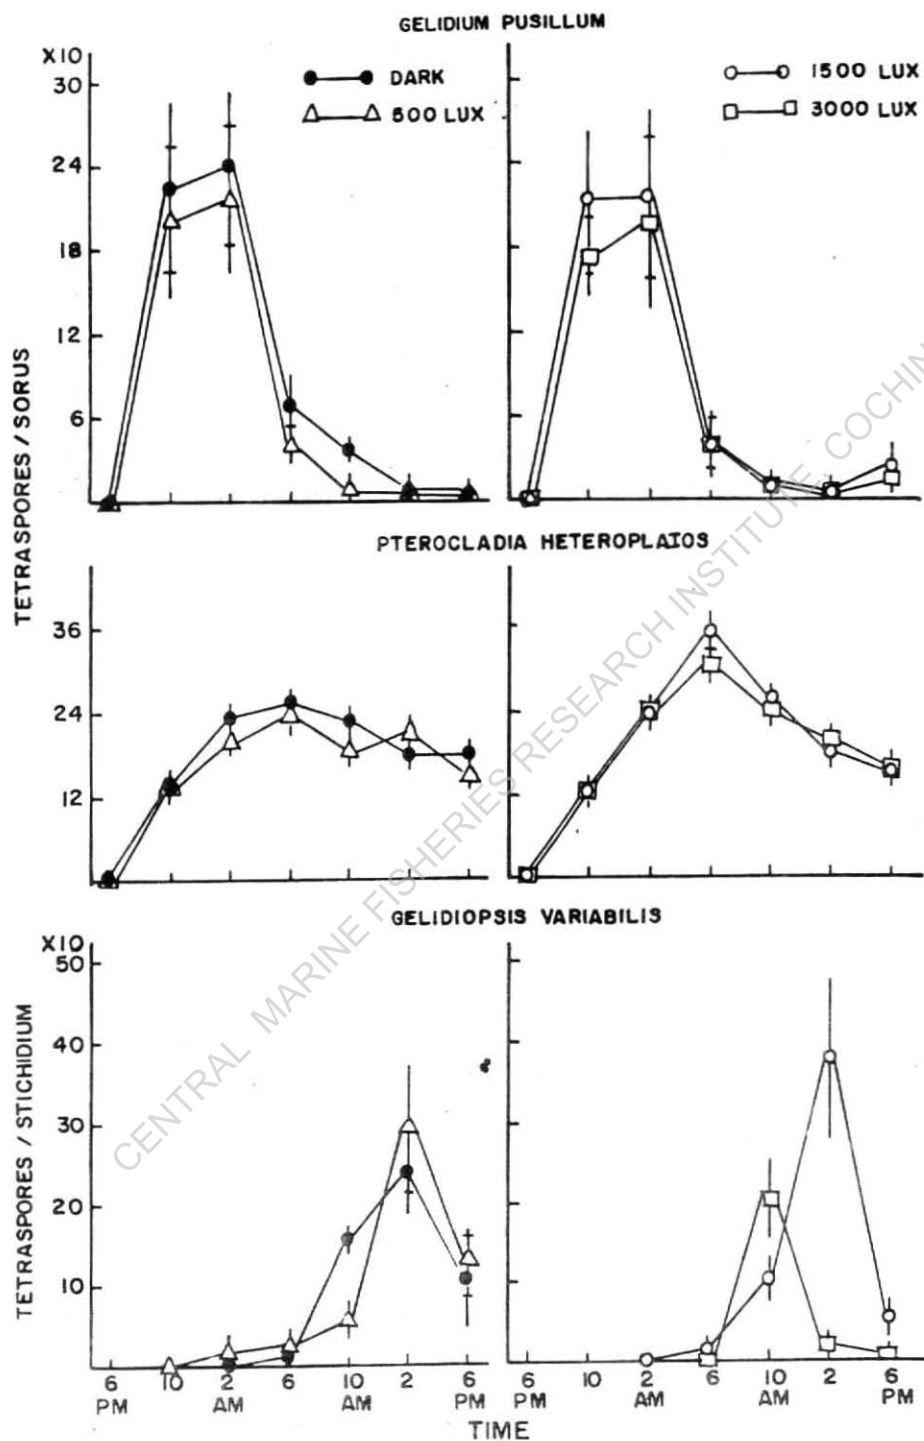 GELIDIUM PUSILLUM
X10
30
24
18
12
6
DARK
500 LUX
1500 LUX
3000 LUX
TETRASPORES / SORUS
PTEROCLADIA HETEROPLATOS
36
24
12
GELIDIOPSIS VARIABILIS
X10
50
40
30
20
10
TETRASPORES / STICHIDIUM
6 10 2 6 10 2 6 6 10 2 6 10 2 6
PM AM AM PM PM AM AM PM
TIME
CENTRAL MARINE FISHERIES RESEARCH INSTITUTE, COCHIN